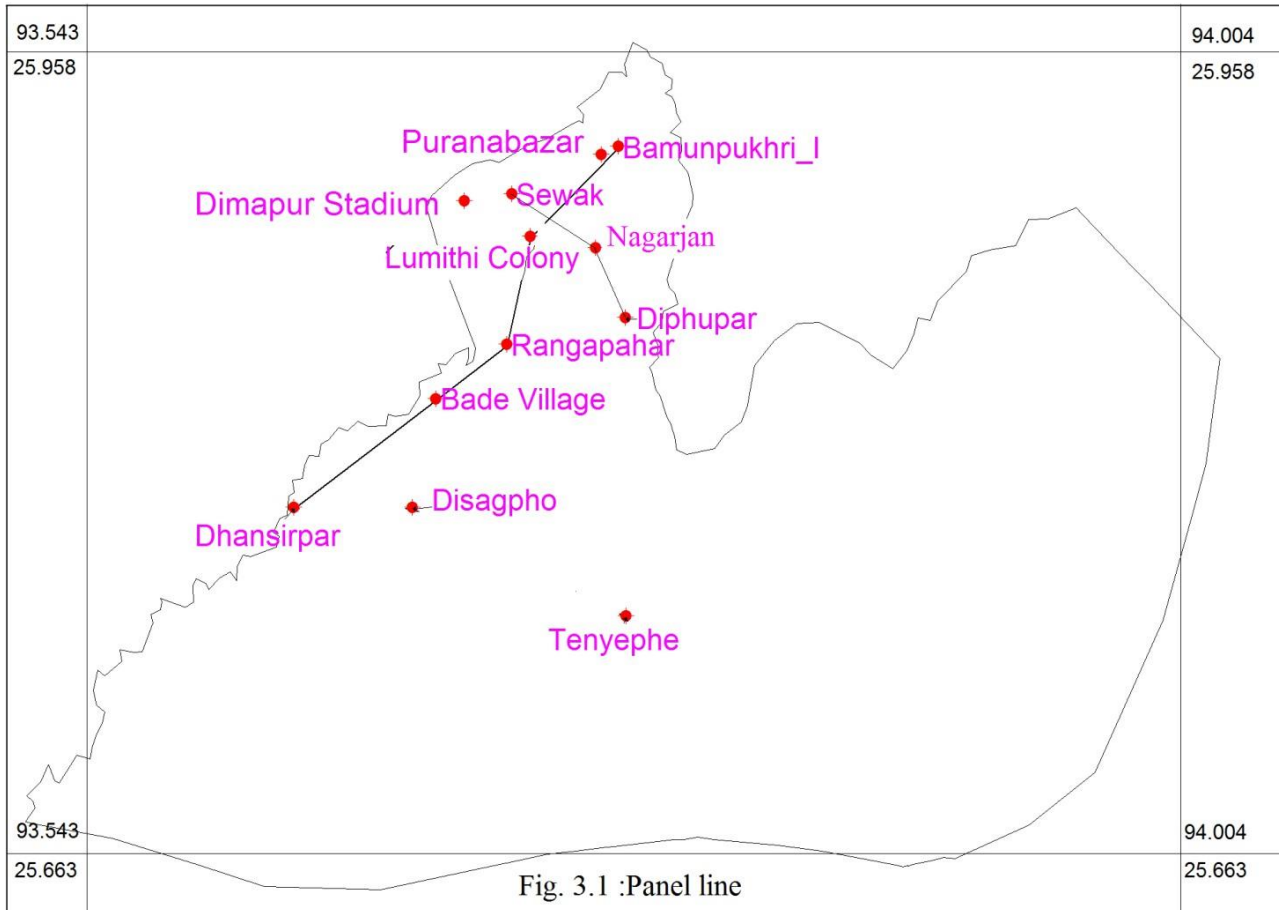 93.543
94.004
25.958
25.958
Puranabazar
Bamunpukhri_I
Sewak
Dimapur Stadium
Nagarjan
Lumithi Colony
Diphupar
Rangapahar
Bade Village
Disagpho
Dhansirpar
Tenyephe
93.543
94.004
25.663
25.663
Fig. 3.1 :Panel line